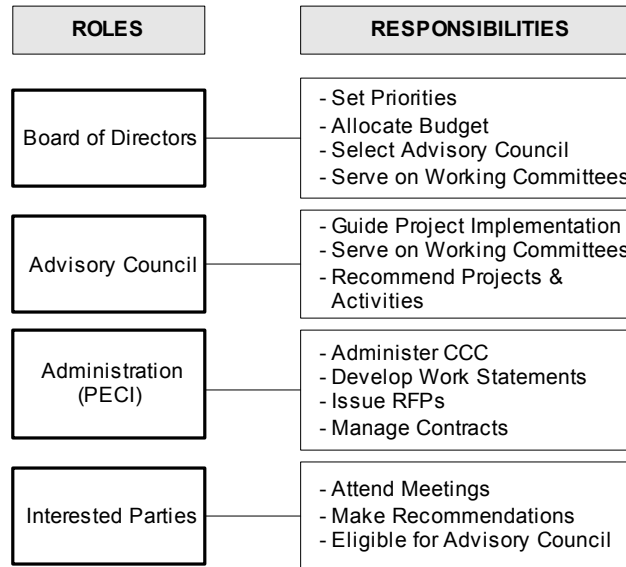 ROLES
RESPONSIBILITIES
Board of Directors
- Set Priorities
- Allocate Budget
- Select Advisory Council
- Serve on Working Committees
Advisory Council
- Guide Project Implementation
- Serve on Working Committees
- Recommend Projects &
Activities
Administration
(PECI)
- Administer CCC
- Develop Work Statements
- Issue RFPs
- Manage Contracts
Interested Parties
- Attend Meetings
- Make Recommendations
- Eligible for Advisory Council